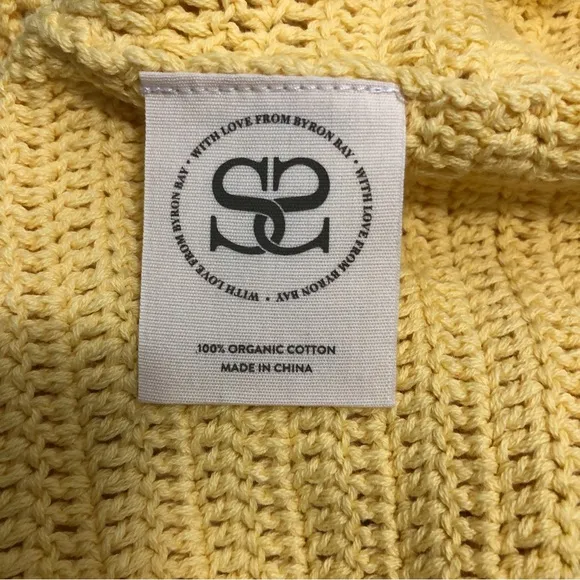 WITH LOVE FROM BYRON BAY • WITH LOVE FROM BYRON BAY • WITH LOVE FROM BYRON BAY •
100% ORGANIC COTTON
MADE IN CHINA